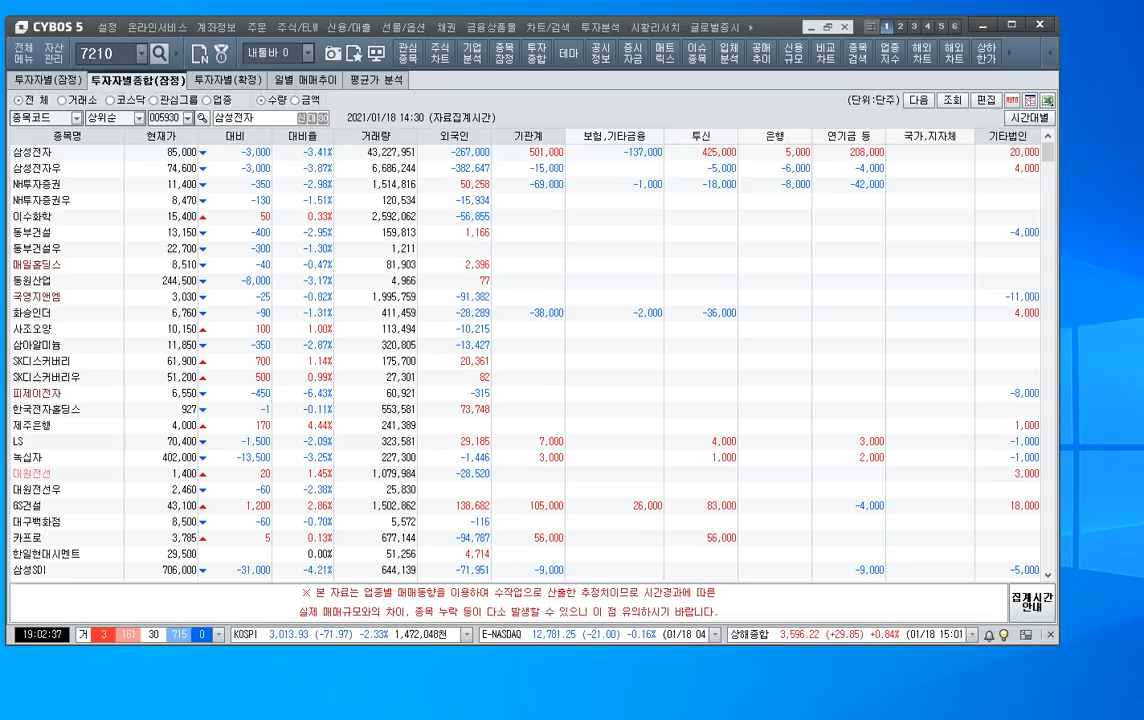 CYBOS 5 설정 온라인서비스 계좌정보 주문 주식/ELW 신용/대출 선물/옵션 채권 금융상품몰 차트/검색 투자분석 시황리서치 글로벌증시 1 2 3 4 5 6
전체메뉴 자산관리 7210 내툴바 0 관심종목 주식차트 기업분석 종목잠정 투자종합 테마 공시정보 증시자금 매트릭스 이슈종목 입체분석 공매추이 신용규모 비교차트 종목검색 업종지수 해외차트 해외차트 상하한가
투자자별(잠정) 투자자별종합(잠정) 투자자별(확정) 일별 매매추이 평균가 분석
전 체 거래소 코스닥 관심그룹 업종 수량 금액 (단위:단주) 다음 조회 편집 AUTO
종목코드 상위순 005930 삼성전자 2021/01/18 14:30 (자료집계시간) 시간대별
종목명 현재가 대비 대비율 거래량 외국인 기관계 보험,기타금융 투신 은행 연기금 등 국가,지자체 기타법인
삼성전자 85,000 -3,000 -3.41% 43,227,951 -267,000 501,000 -137,000 425,000 5,000 208,000 20,000
삼성전자우 74,600 -3,000 -3.87% 6,686,244 -382,647 -15,000 -5,000 -6,000 -4,000 4,000
NH투자증권 11,400 -350 -2.98% 1,514,816 50,258 -69,000 -1,000 -18,000 -8,000 -42,000
NH투자증권우 8,470 -130 -1.51% 120,534 -15,934
이수화학 15,400 50 0.33% 2,592,062 -56,855
동부건설 13,150 -400 -2.95% 159,813 1,166 -4,000
동부건설우 22,700 -300 -1.30% 1,211
매일홀딩스 8,510 -40 -0.47% 81,903 2,396
동원산업 244,500 -8,000 -3.17% 4,966 77
국영지앤엠 3,030 -25 -0.82% 1,995,759 -91,382 -11,000
화승인더 6,760 -90 -1.31% 411,459 -28,289 -38,000 -2,000 -36,000 4,000
사조오양 10,150 100 1.00% 113,494 -10,215
삼아알미늄 11,850 -350 -2.87% 320,805 -13,427
SK디스커버리 61,900 700 1.14% 175,700 20,361
SK디스커버리우 51,200 500 0.99% 27,301 82
피제이전자 6,550 -450 -6.43% 60,921 -315 -8,000
한국전자홀딩스 927 -1 -0.11% 553,581 73,748
제주은행 4,000 170 4.44% 241,389 1,000
LS 70,400 -1,500 -2.09% 323,581 29,185 7,000 4,000 3,000 -1,000
녹십자 402,000 -13,500 -3.25% 227,300 -1,446 3,000 1,000 2,000 -1,000
대원전선 1,400 20 1.45% 1,079,984 -28,520 3,000
대원전선우 2,460 -60 -2.38% 25,830
GS건설 43,100 1,200 2.86% 1,502,862 138,682 105,000 26,000 83,000 -4,000 18,000
대구백화점 8,500 -60 -0.70% 5,572 -116
카프로 3,785 5 0.13% 677,144 -94,787 56,000 56,000
한일현대시멘트 29,500 0.00% 51,256 4,714
삼성SDI 706,000 -31,000 -4.21% 644,139 -71,951 -9,000 -9,000 -5,000
※ 본 자료는 업종별 매매동향을 이용하여 수작업으로 산출한 추정치이므로 시간경과에 따른
실제 매매규모와의 차이, 종목 누락 등이 다소 발생할 수 있으니 이 점 유의하시기 바랍니다.
집계시간
안내
19:02:37 거 3 161 30 715 0 KOSPI 3,013.93 (-71.97) -2.33% 1,472,048천 E-NASDAQ 12,781.25 (-21.00) -0.16% (01/18 04 상해종합 3,596.22 (+29.85) +0.84% (01/18 15:01